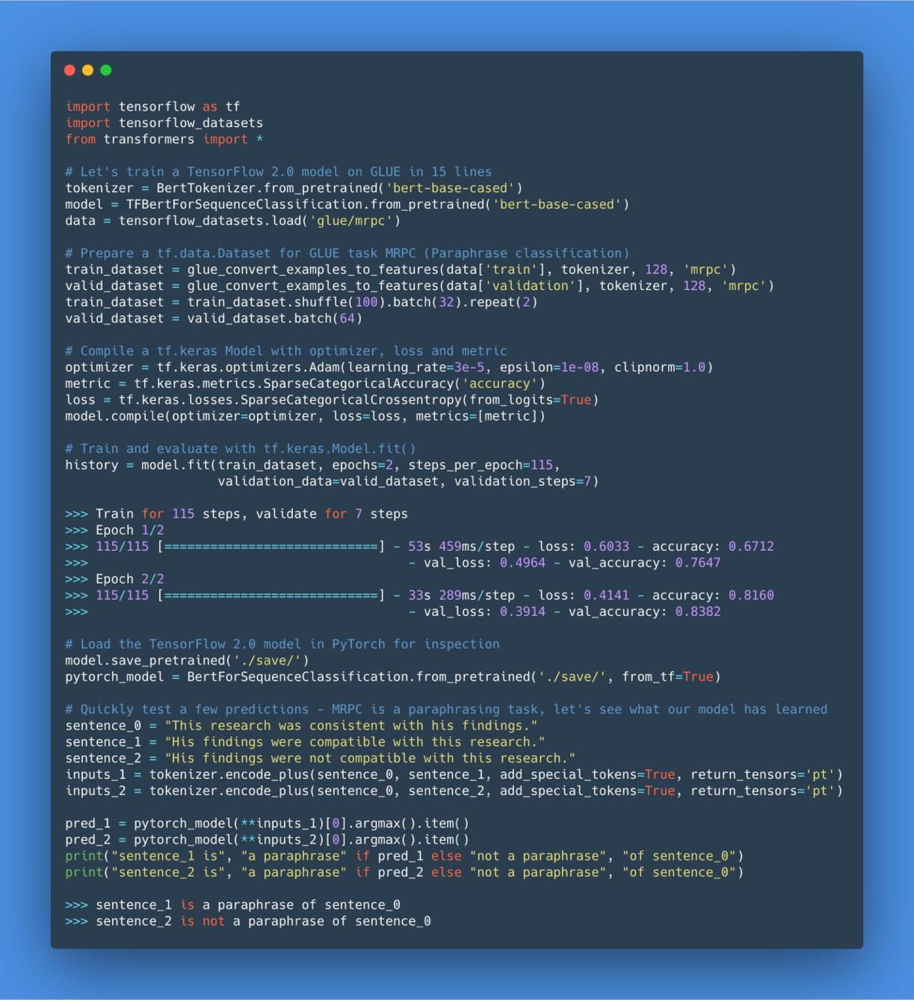 import tensorflow as tf
import tensorflow_datasets
from transformers import *

# Let's train a TensorFlow 2.0 model on GLUE in 15 lines
tokenizer = BertTokenizer.from_pretrained('bert-base-cased')
model = TFBertForSequenceClassification.from_pretrained('bert-base-cased')
data = tensorflow_datasets.load('glue/mrpc')

# Prepare a tf.data.Dataset for GLUE task MRPC (Paraphrase classification)
train_dataset = glue_convert_examples_to_features(data['train'], tokenizer, 128, 'mrpc')
valid_dataset = glue_convert_examples_to_features(data['validation'], tokenizer, 128, 'mrpc')
train_dataset = train_dataset.shuffle(100).batch(32).repeat(2)
valid_dataset = valid_dataset.batch(64)

# Compile a tf.keras Model with optimizer, loss and metric
optimizer = tf.keras.optimizers.Adam(learning_rate=3e-5, epsilon=1e-08, clipnorm=1.0)
metric = tf.keras.metrics.SparseCategoricalAccuracy('accuracy')
loss = tf.keras.losses.SparseCategoricalCrossentropy(from_logits=True)
model.compile(optimizer=optimizer, loss=loss, metrics=[metric])

# Train and evaluate with tf.keras.Model.fit()
history = model.fit(train_dataset, epochs=2, steps_per_epoch=115,
                    validation_data=valid_dataset, validation_steps=7)

>>> Train for 115 steps, validate for 7 steps
>>> Epoch 1/2
>>> 115/115 [============================] - 53s 459ms/step - loss: 0.6033 - accuracy: 0.6712
>>>                                          - val_loss: 0.4964 - val_accuracy: 0.7647
>>> Epoch 2/2
>>> 115/115 [============================] - 33s 289ms/step - loss: 0.4141 - accuracy: 0.8160
>>>                                          - val_loss: 0.3914 - val_accuracy: 0.8382

# Load the TensorFlow 2.0 model in PyTorch for inspection
model.save_pretrained('./save/')
pytorch_model = BertForSequenceClassification.from_pretrained('./save/', from_tf=True)

# Quickly test a few predictions - MRPC is a paraphrasing task, let's see what our model has learned
sentence_0 = "This research was consistent with his findings."
sentence_1 = "His findings were compatible with this research."
sentence_2 = "His findings were not compatible with this research."
inputs_1 = tokenizer.encode_plus(sentence_0, sentence_1, add_special_tokens=True, return_tensors='pt')
inputs_2 = tokenizer.encode_plus(sentence_0, sentence_2, add_special_tokens=True, return_tensors='pt')

pred_1 = pytorch_model(**inputs_1)[0].argmax().item()
pred_2 = pytorch_model(**inputs_2)[0].argmax().item()
print("sentence_1 is", "a paraphrase" if pred_1 else "not a paraphrase", "of sentence_0")
print("sentence_2 is", "a paraphrase" if pred_2 else "not a paraphrase", "of sentence_0")

>>> sentence_1 is a paraphrase of sentence_0
>>> sentence_2 is not a paraphrase of sentence_0